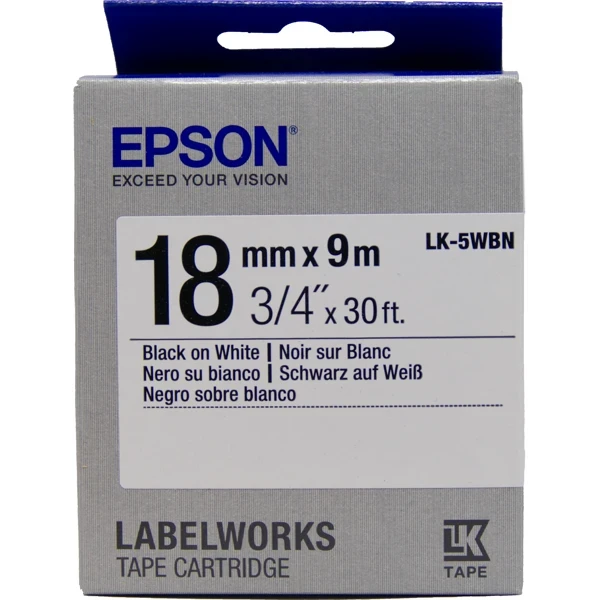 EPSON®
EXCEED YOUR VISION
18 mm x 9m
3/4″ x 30ft.
LK-5WBN
Black on White | Noir sur Blanc
Nero su bianco | Schwarz auf Weiß
Negro sobre blanco
LABELWORKS
TAPE CARTRIDGE
LK
TAPE